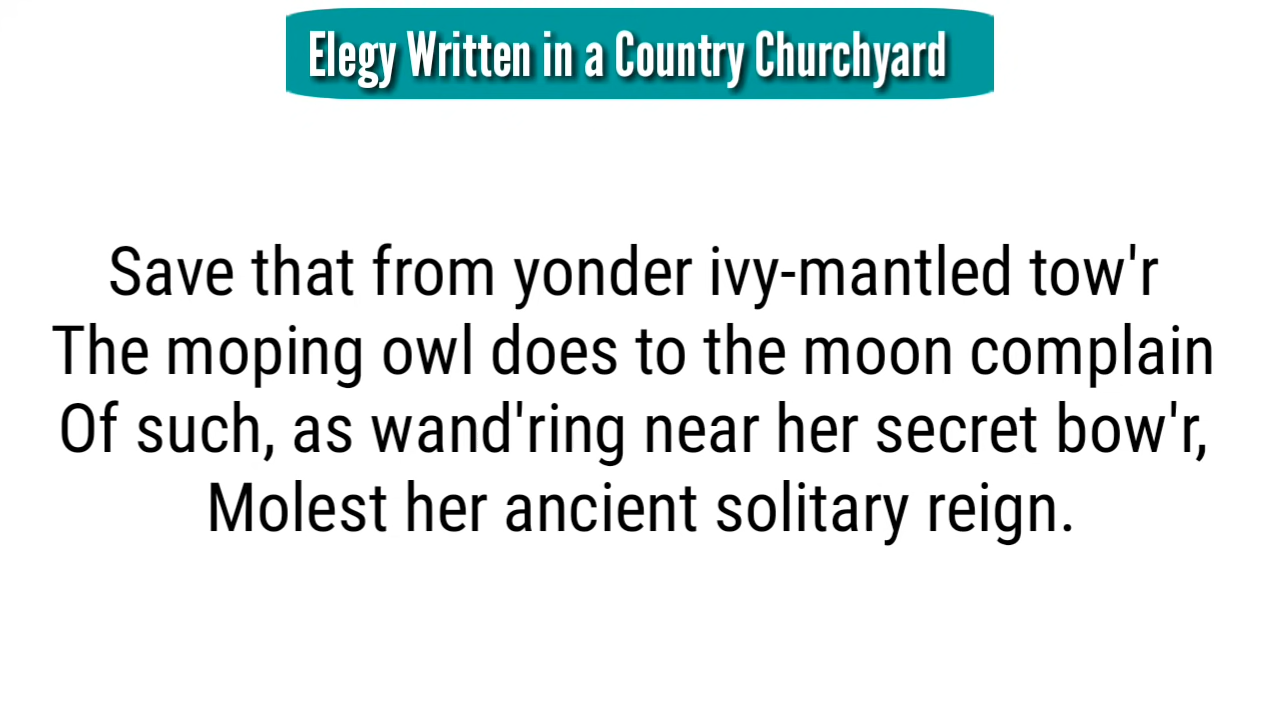 Elegy Written in a Country Churchyard
Save that from yonder ivy-mantled tow'r
The moping owl does to the moon complain
Of such, as wand'ring near her secret bow'r,
Molest her ancient solitary reign.